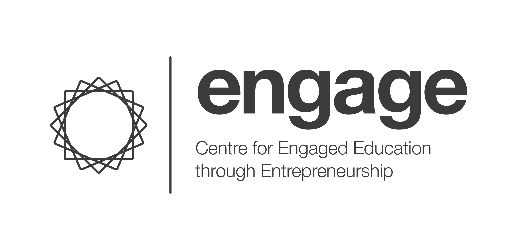 engage
Centre for Engaged Education
through Entrepreneurship